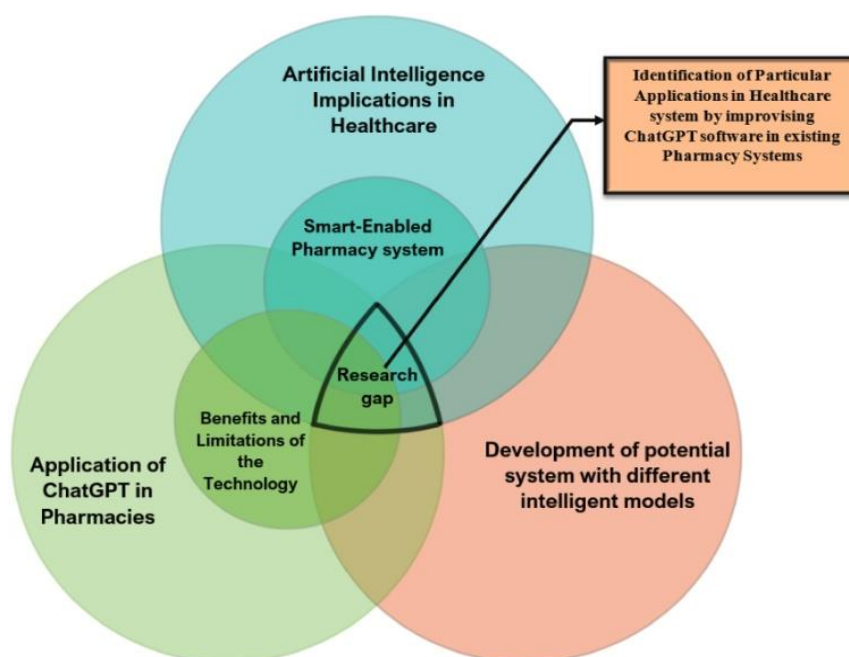 Artificial Intelligence
Implications in
Healthcare
Identification of Particular
Applications in Healthcare
system by improvising
ChatGPT software in existing
Pharmacy Systems
Smart-Enabled
Pharmacy system
Research
gap
Benefits and
Limitations of
the
Technology
Application of
ChatGPT in
Pharmacies
Development of potential
system with different
intelligent models